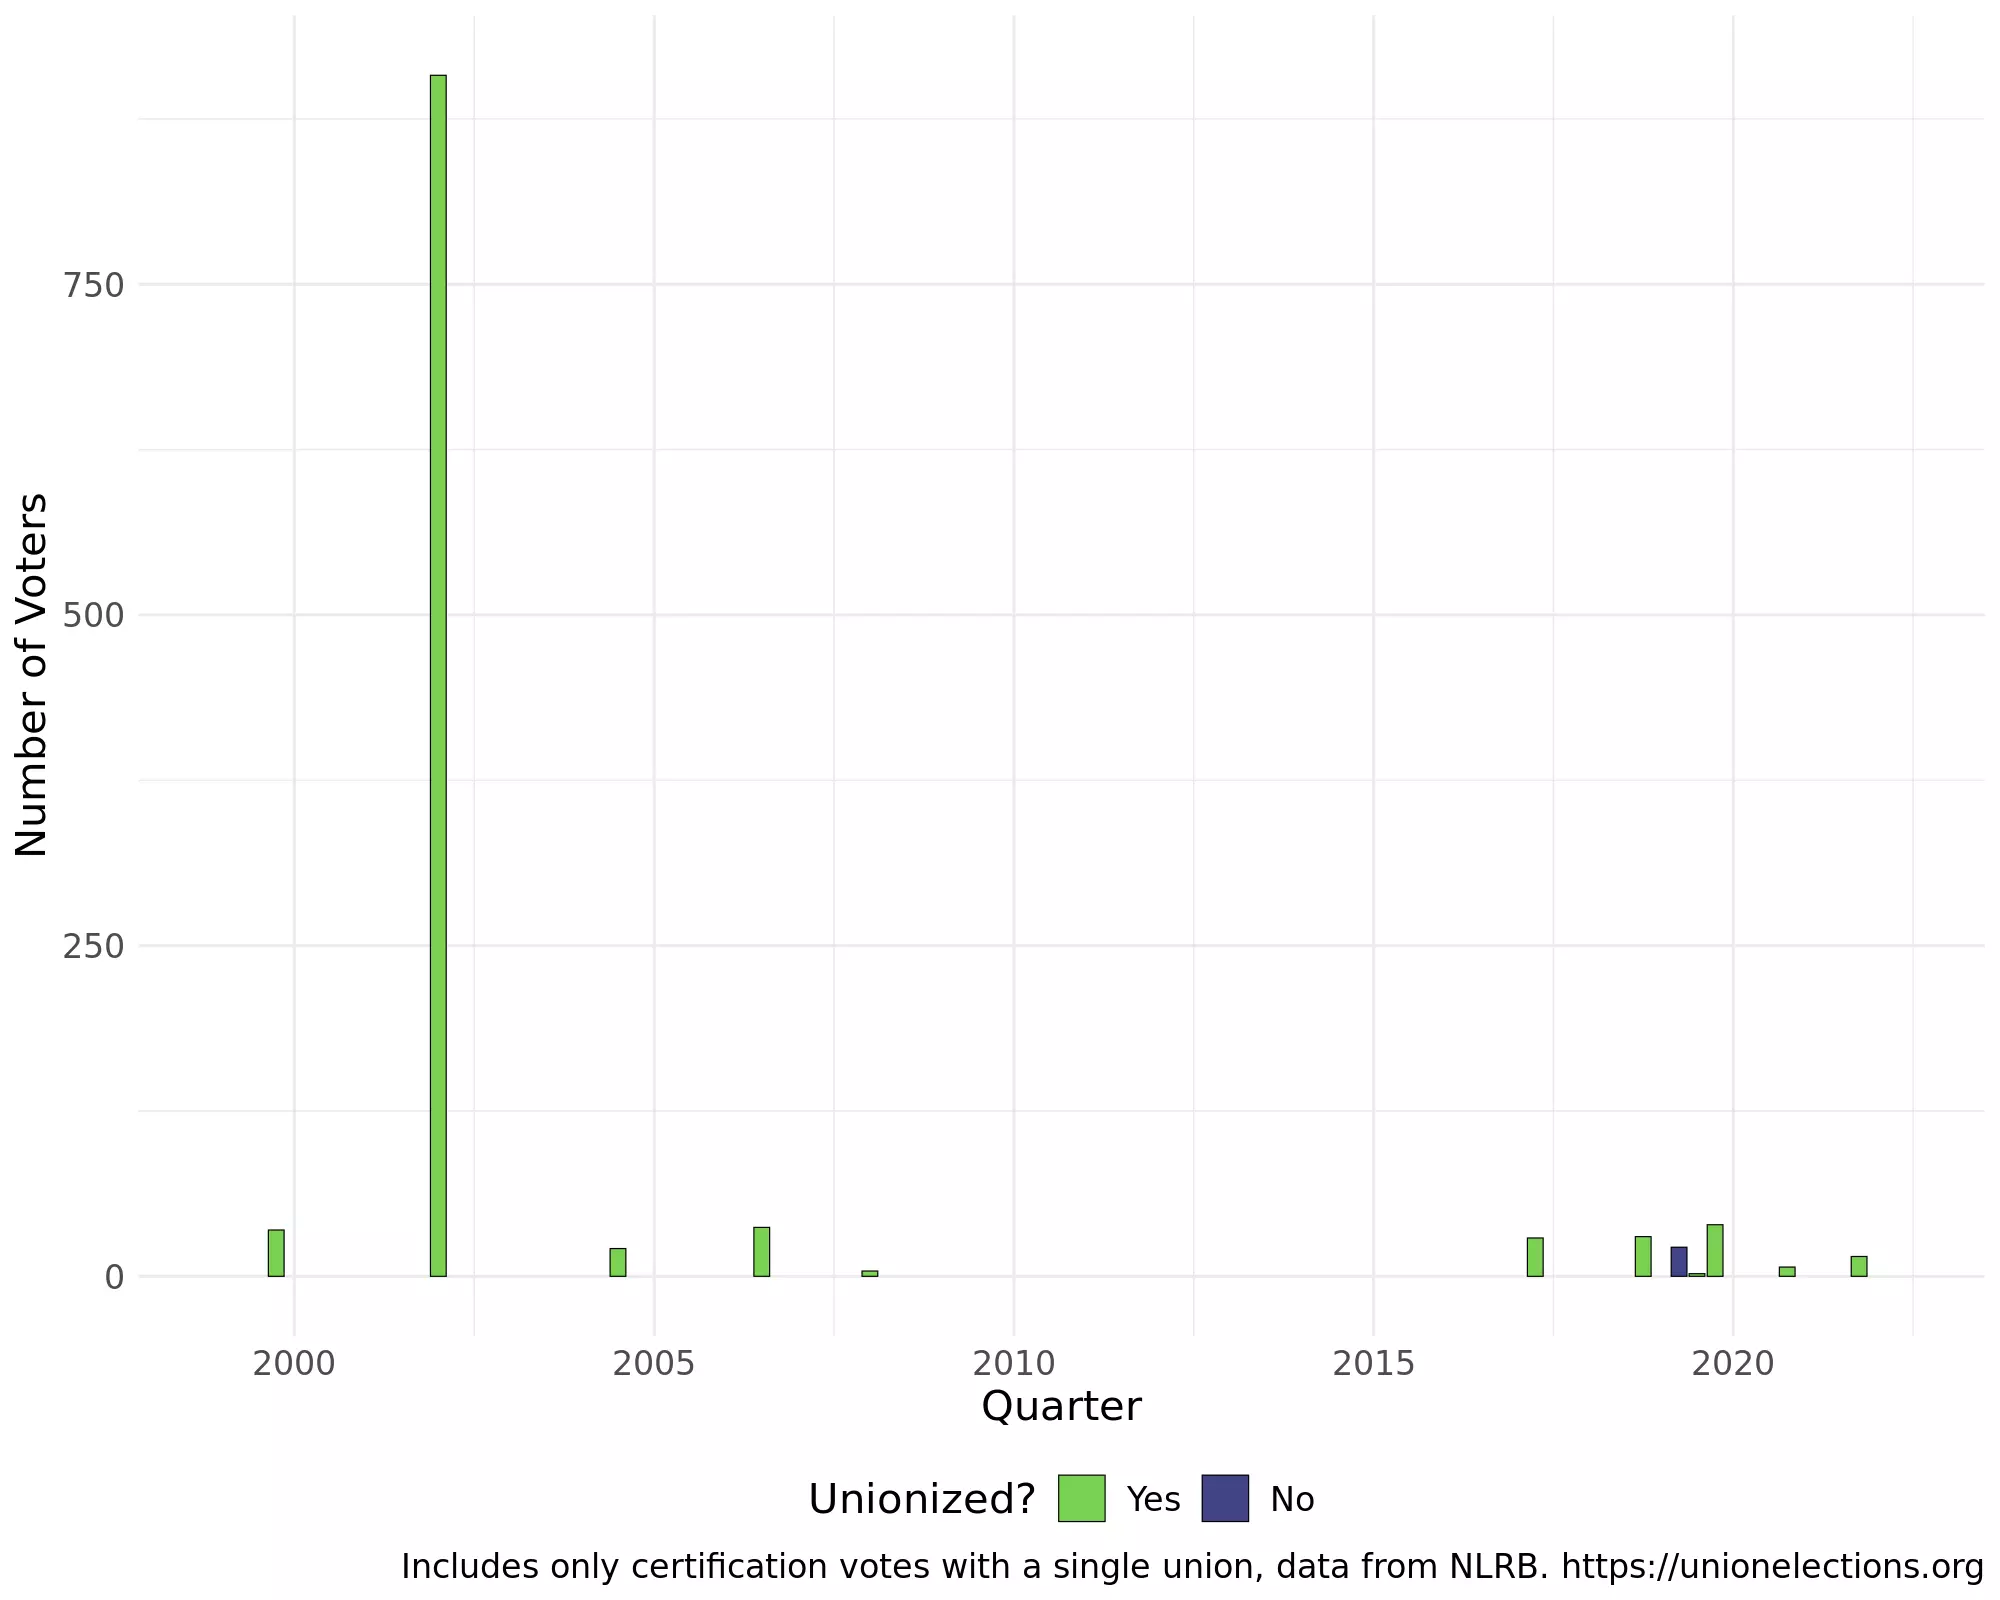 750
500
250
0
Number of Voters
2000 2005 2010 2015 2020
Quarter
Unionized? Yes No
Includes only certification votes with a single union, data from NLRB. https://unionelections.org